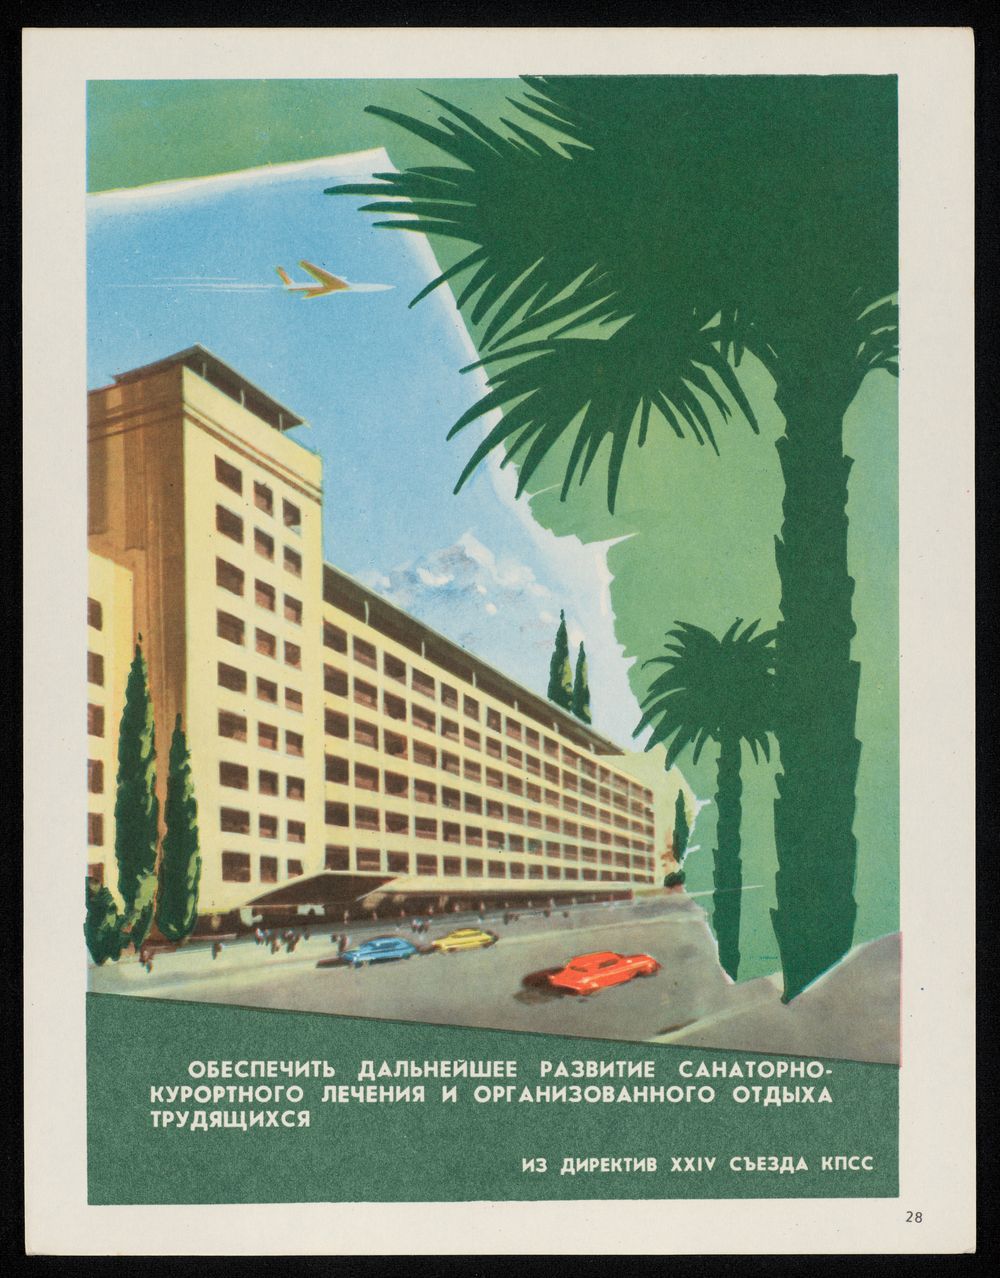 ОБЕСПЕЧИТЬ ДАЛЬНЕЙШЕЕ РАЗВИТИЕ САНАТОРНО-
КУРОРТНОГО ЛЕЧЕНИЯ И ОРГАНИЗОВАННОГО ОТДЫХА
ТРУДЯЩИХСЯ
ИЗ ДИРЕКТИВ XXIV СЪЕЗДА КПСС
28